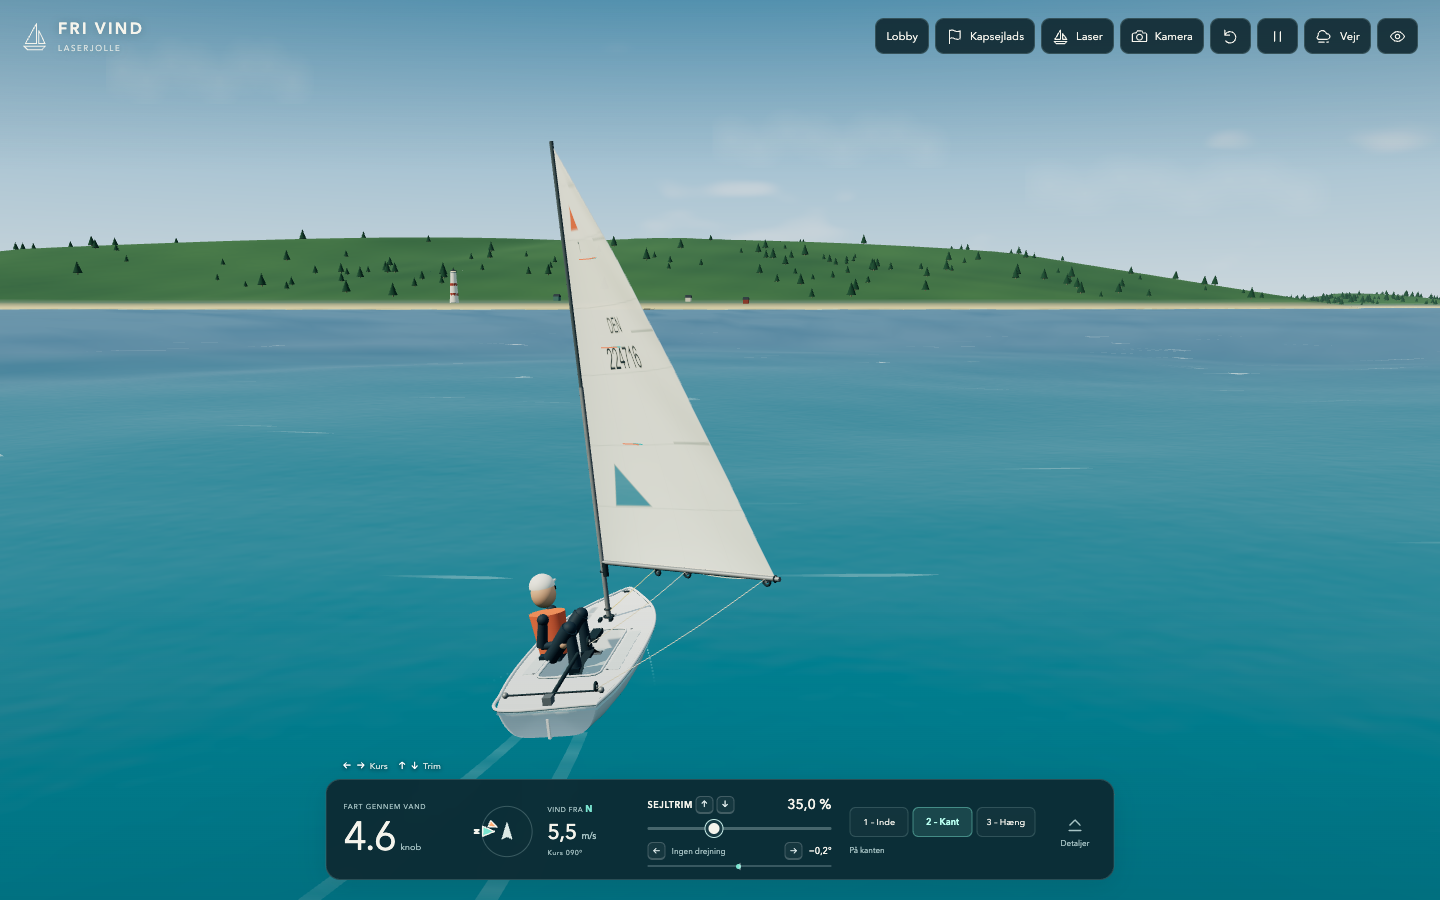 FRI VIND
LASERJOLLE
Lobby
Kapsejlads
Laser
Kamera
Vejr
DEN
224716
← → Kurs ↑ ↓ Trim
FART GENNEM VAND
4.6 knob
N
VIND FRA N
5,5 m/s
Kurs 090°
SEJLTRIM ↑ ↓ 35,0 %
← Ingen drejning → −0,2°
1 – Inde
2 – Kant
3 – Hæng
På kanten
Detaljer